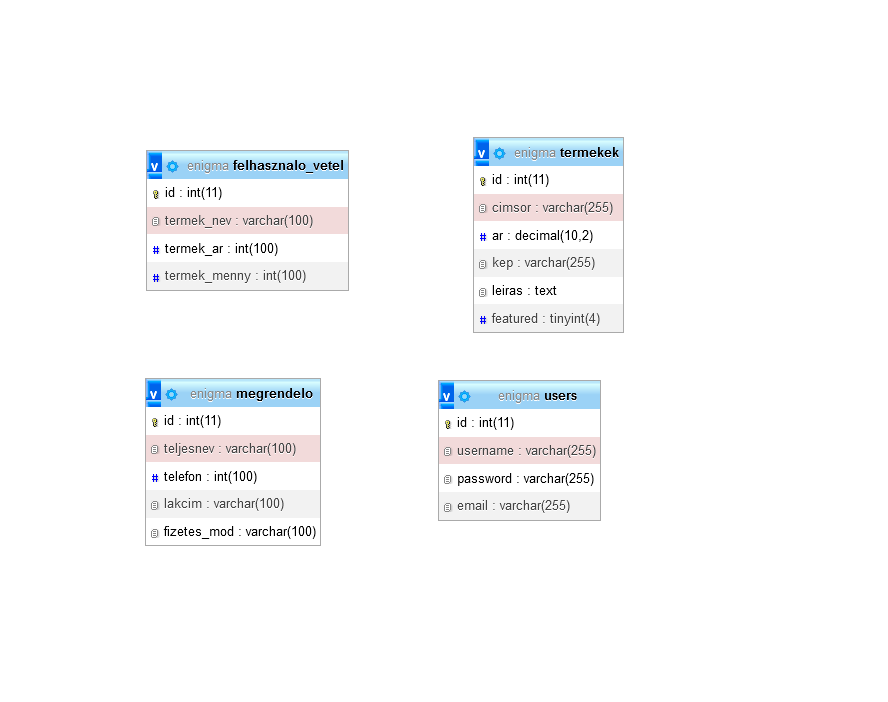 v enigma felhasznalo_vetel
id : int(11)
termek_nev : varchar(100)
# termek_ar : int(100)
# termek_menny : int(100)
v enigma termekek
id : int(11)
cimsor : varchar(255)
# ar : decimal(10,2)
kep : varchar(255)
leiras : text
# featured : tinyint(4)
v enigma megrendelo
id : int(11)
teljesnev : varchar(100)
# telefon : int(100)
lakcim : varchar(100)
fizetes_mod : varchar(100)
v enigma users
id : int(11)
username : varchar(255)
password : varchar(255)
email : varchar(255)